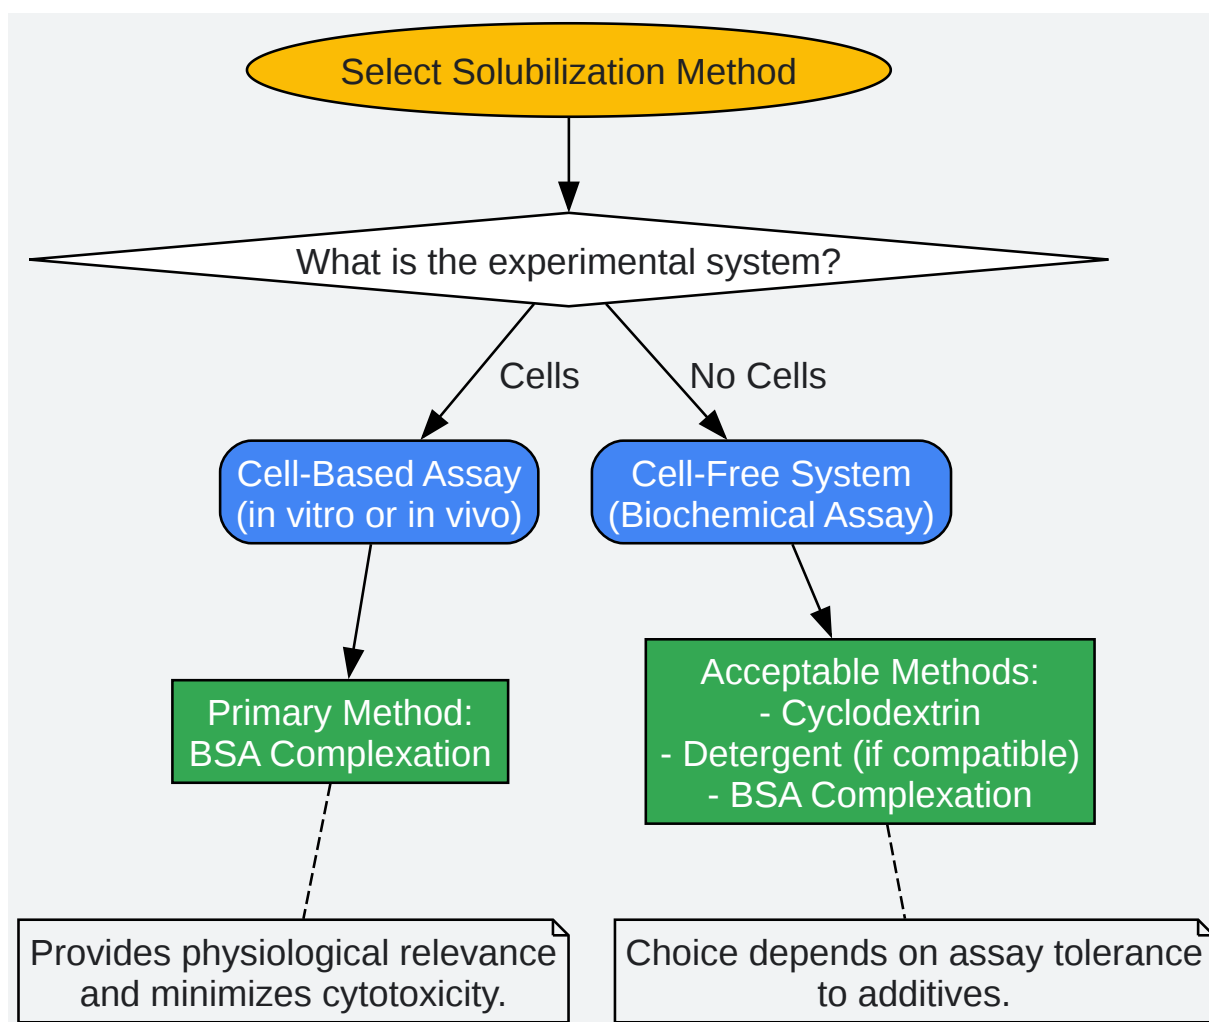 Select Solubilization Method
What is the experimental system?
Cells
No Cells
Cell-Based Assay
(in vitro or in vivo)
Cell-Free System
(Biochemical Assay)
Primary Method:
BSA Complexation
Acceptable Methods:
- Cyclodextrin
- Detergent (if compatible)
- BSA Complexation
Provides physiological relevance
and minimizes cytotoxicity.
Choice depends on assay tolerance
to additives.